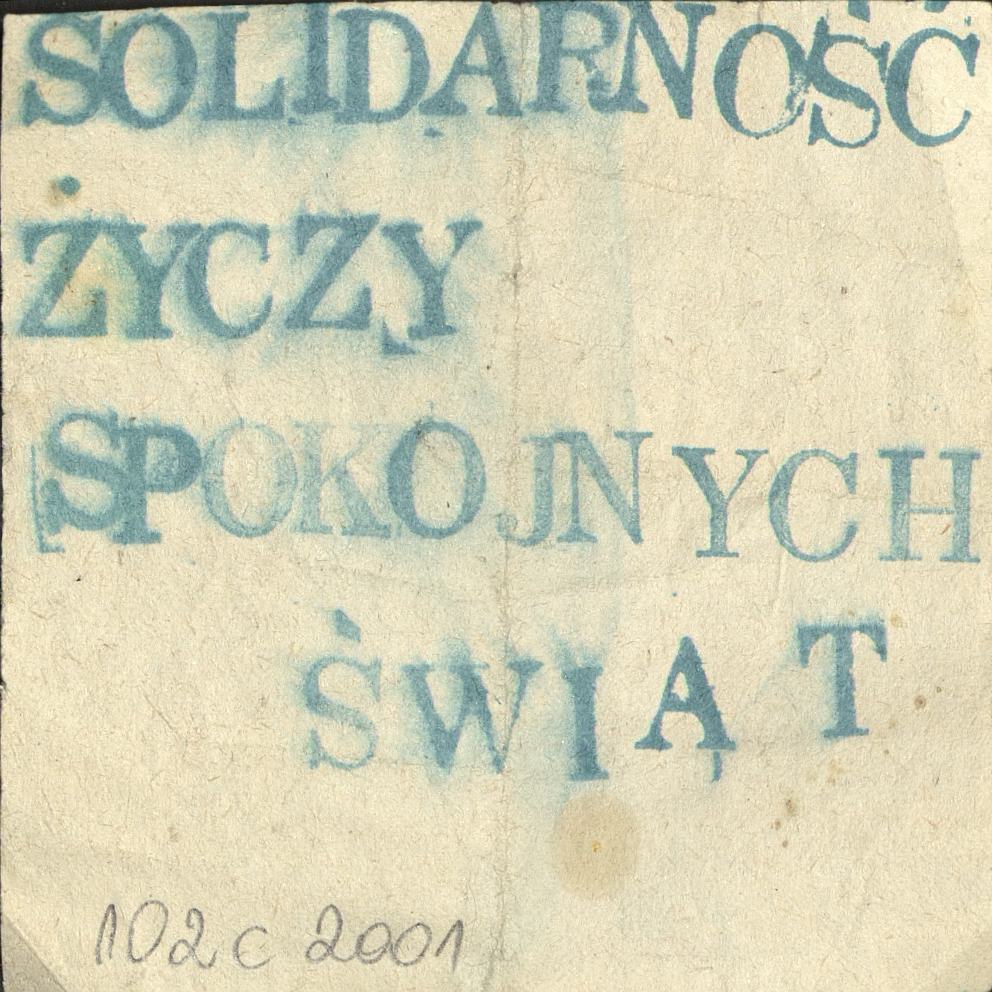 SOLIDARNOŚĆ
ŻYCZY
SPOKOJNYCH
ŚWIĄT
102c 2001